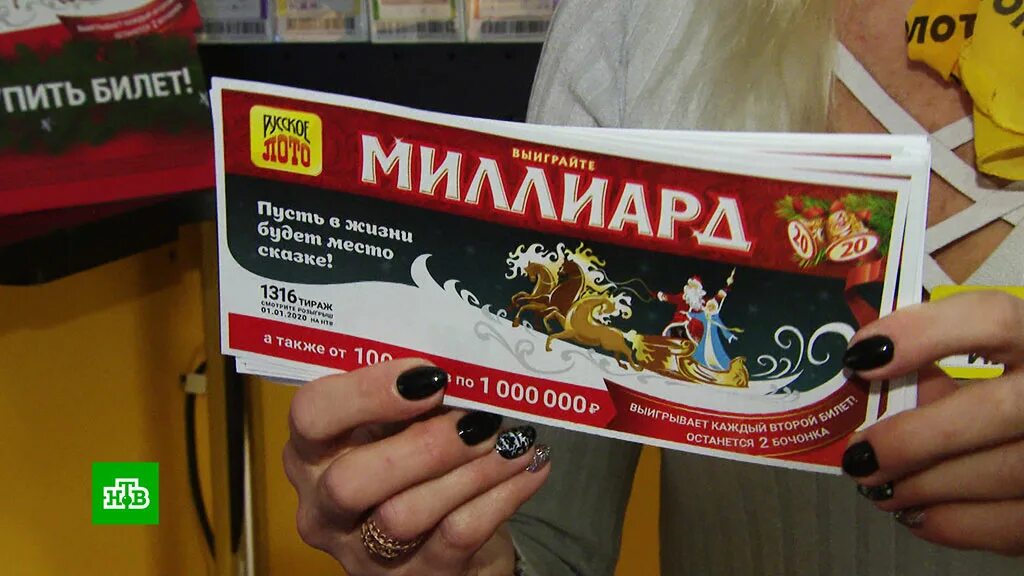 ПИТЬ БИЛЕТ!
РУССКОЕ
ЛОТО
ВЫИГРАЙТЕ
МИЛЛИАРД
Пусть в жизни
будет место
сказке!
1316 ТИРАЖ
СМОТРИТЕ РОЗЫГРЫШ
01.01.2020 НА НТВ
20 20
а также от 100
по 1 000 000 ₽
ВЫИГРЫВАЕТ КАЖДЫЙ ВТОРОЙ БИЛЕТ!
ОСТАНЕТСЯ 2 БОЧОНКА
НТВ